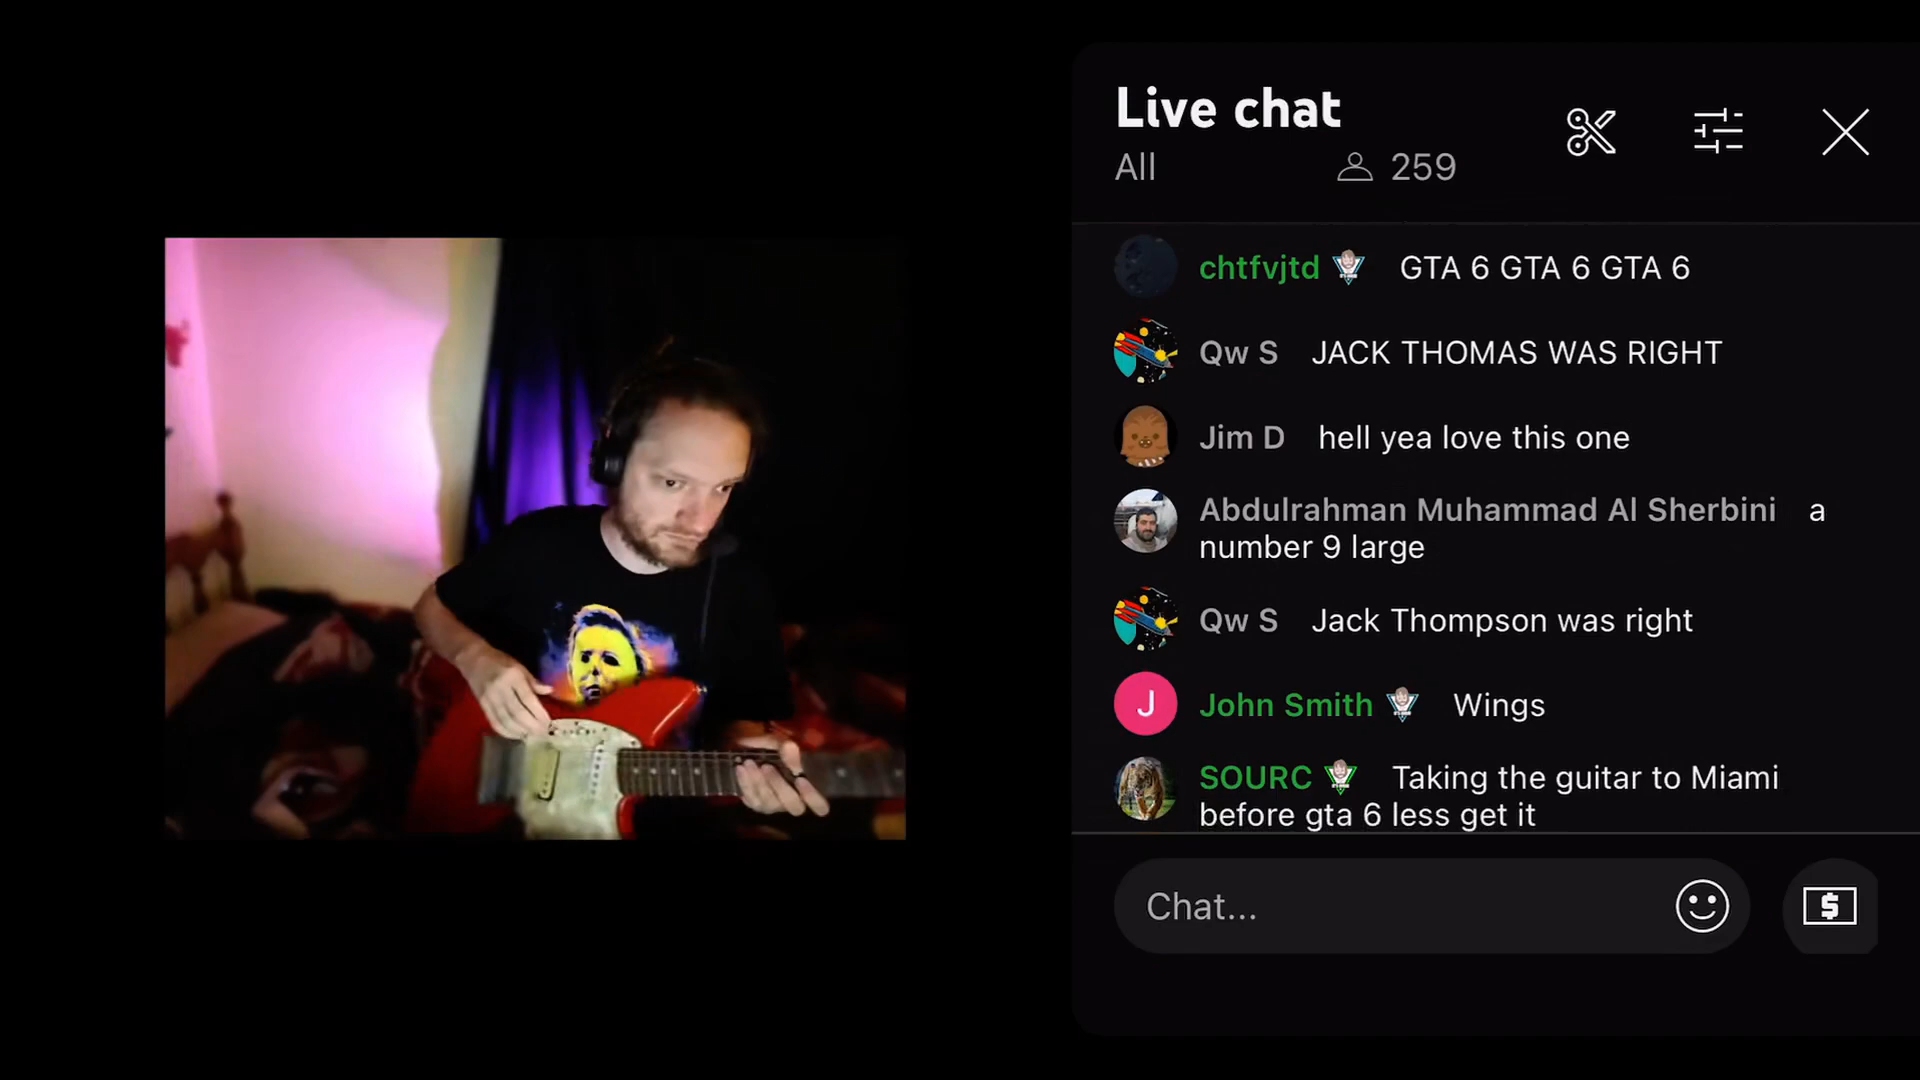 Live chat
All 259
chtfvjtd GTA 6 GTA 6 GTA 6
Qw S JACK THOMAS WAS RIGHT
Jim D hell yea love this one
Abdulrahman Muhammad Al Sherbini a
number 9 large
Qw S Jack Thompson was right
J John Smith Wings
SOURC Taking the guitar to Miami
before gta 6 less get it
Chat...
$